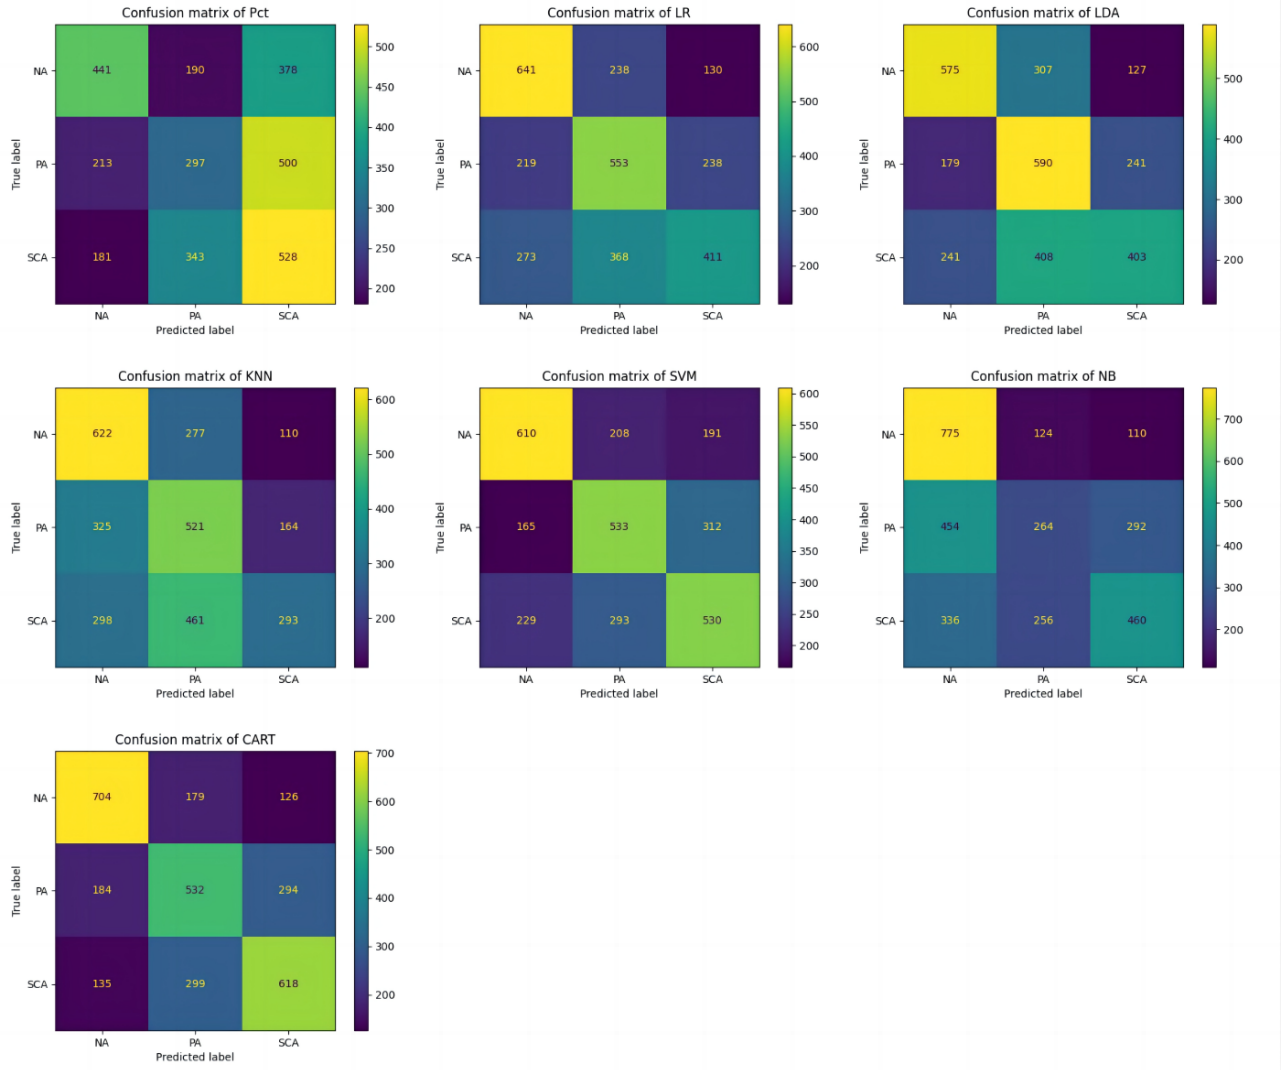 Confusion matrix of Pct
NA 441 190 378
PA 213 297 500
SCA 181 343 528
NA PA SCA
Predicted label
True label
500
450
400
350
300
250
200
Confusion matrix of LR
NA 641 238 130
PA 219 553 238
SCA 273 368 411
NA PA SCA
Predicted label
True label
600
500
400
300
200
Confusion matrix of LDA
NA 575 307 127
PA 179 590 241
SCA 241 408 403
NA PA SCA
Predicted label
True label
500
400
300
200
Confusion matrix of KNN
NA 622 277 110
PA 325 521 164
SCA 298 461 293
NA PA SCA
Predicted label
True label
600
500
400
300
200
Confusion matrix of SVM
NA 610 208 191
PA 165 533 312
SCA 229 293 530
NA PA SCA
Predicted label
True label
600
550
500
450
400
350
300
250
200
Confusion matrix of NB
NA 775 124 110
PA 454 264 292
SCA 336 256 460
NA PA SCA
Predicted label
True label
700
600
500
400
300
200
Confusion matrix of CART
NA 704 179 126
PA 184 532 294
SCA 135 299 618
NA PA SCA
Predicted label
True label
700
600
500
400
300
200